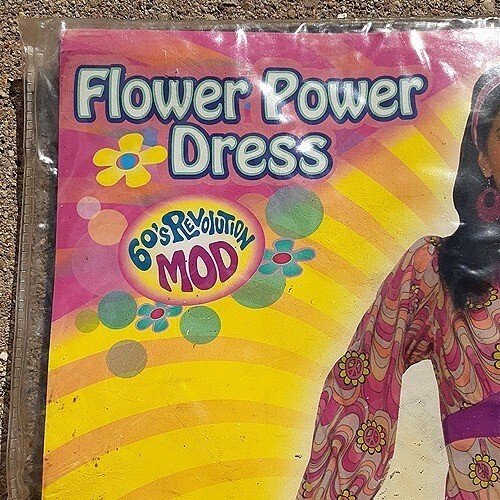 Flower Power
Dress
60's REVOLUTION
MOD